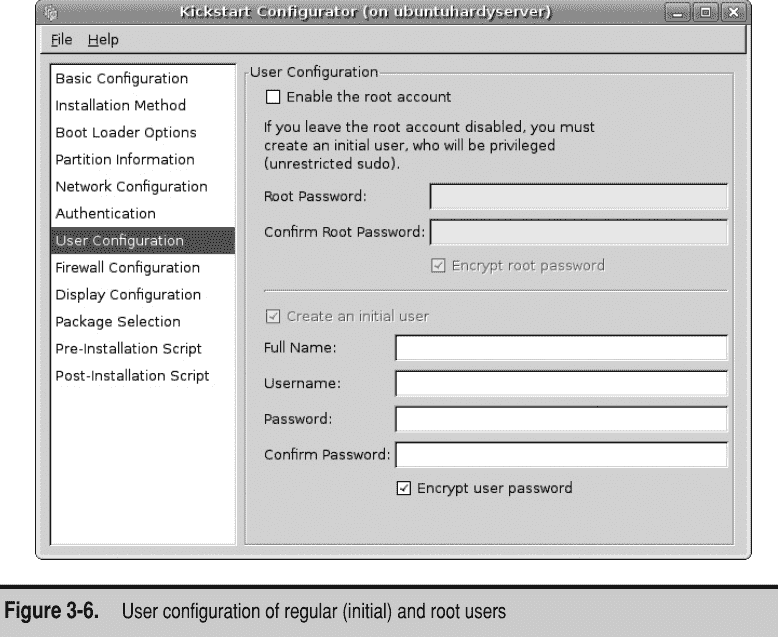 Kickstart Configurator (on ubuntuhardyserver)
File Help
Basic Configuration
Installation Method
Boot Loader Options
Partition Information
Network Configuration
Authentication
User Configuration
Firewall Configuration
Display Configuration
Package Selection
Pre-Installation Script
Post-Installation Script
User Configuration
Enable the root account
If you leave the root account disabled, you must
create an initial user, who will be privileged
(unrestricted sudo).
Root Password:
Confirm Root Password:
Encrypt root password
Create an initial user
Full Name:
Username:
Password:
Confirm Password:
Encrypt user password
Figure 3-6. User configuration of regular (initial) and root users